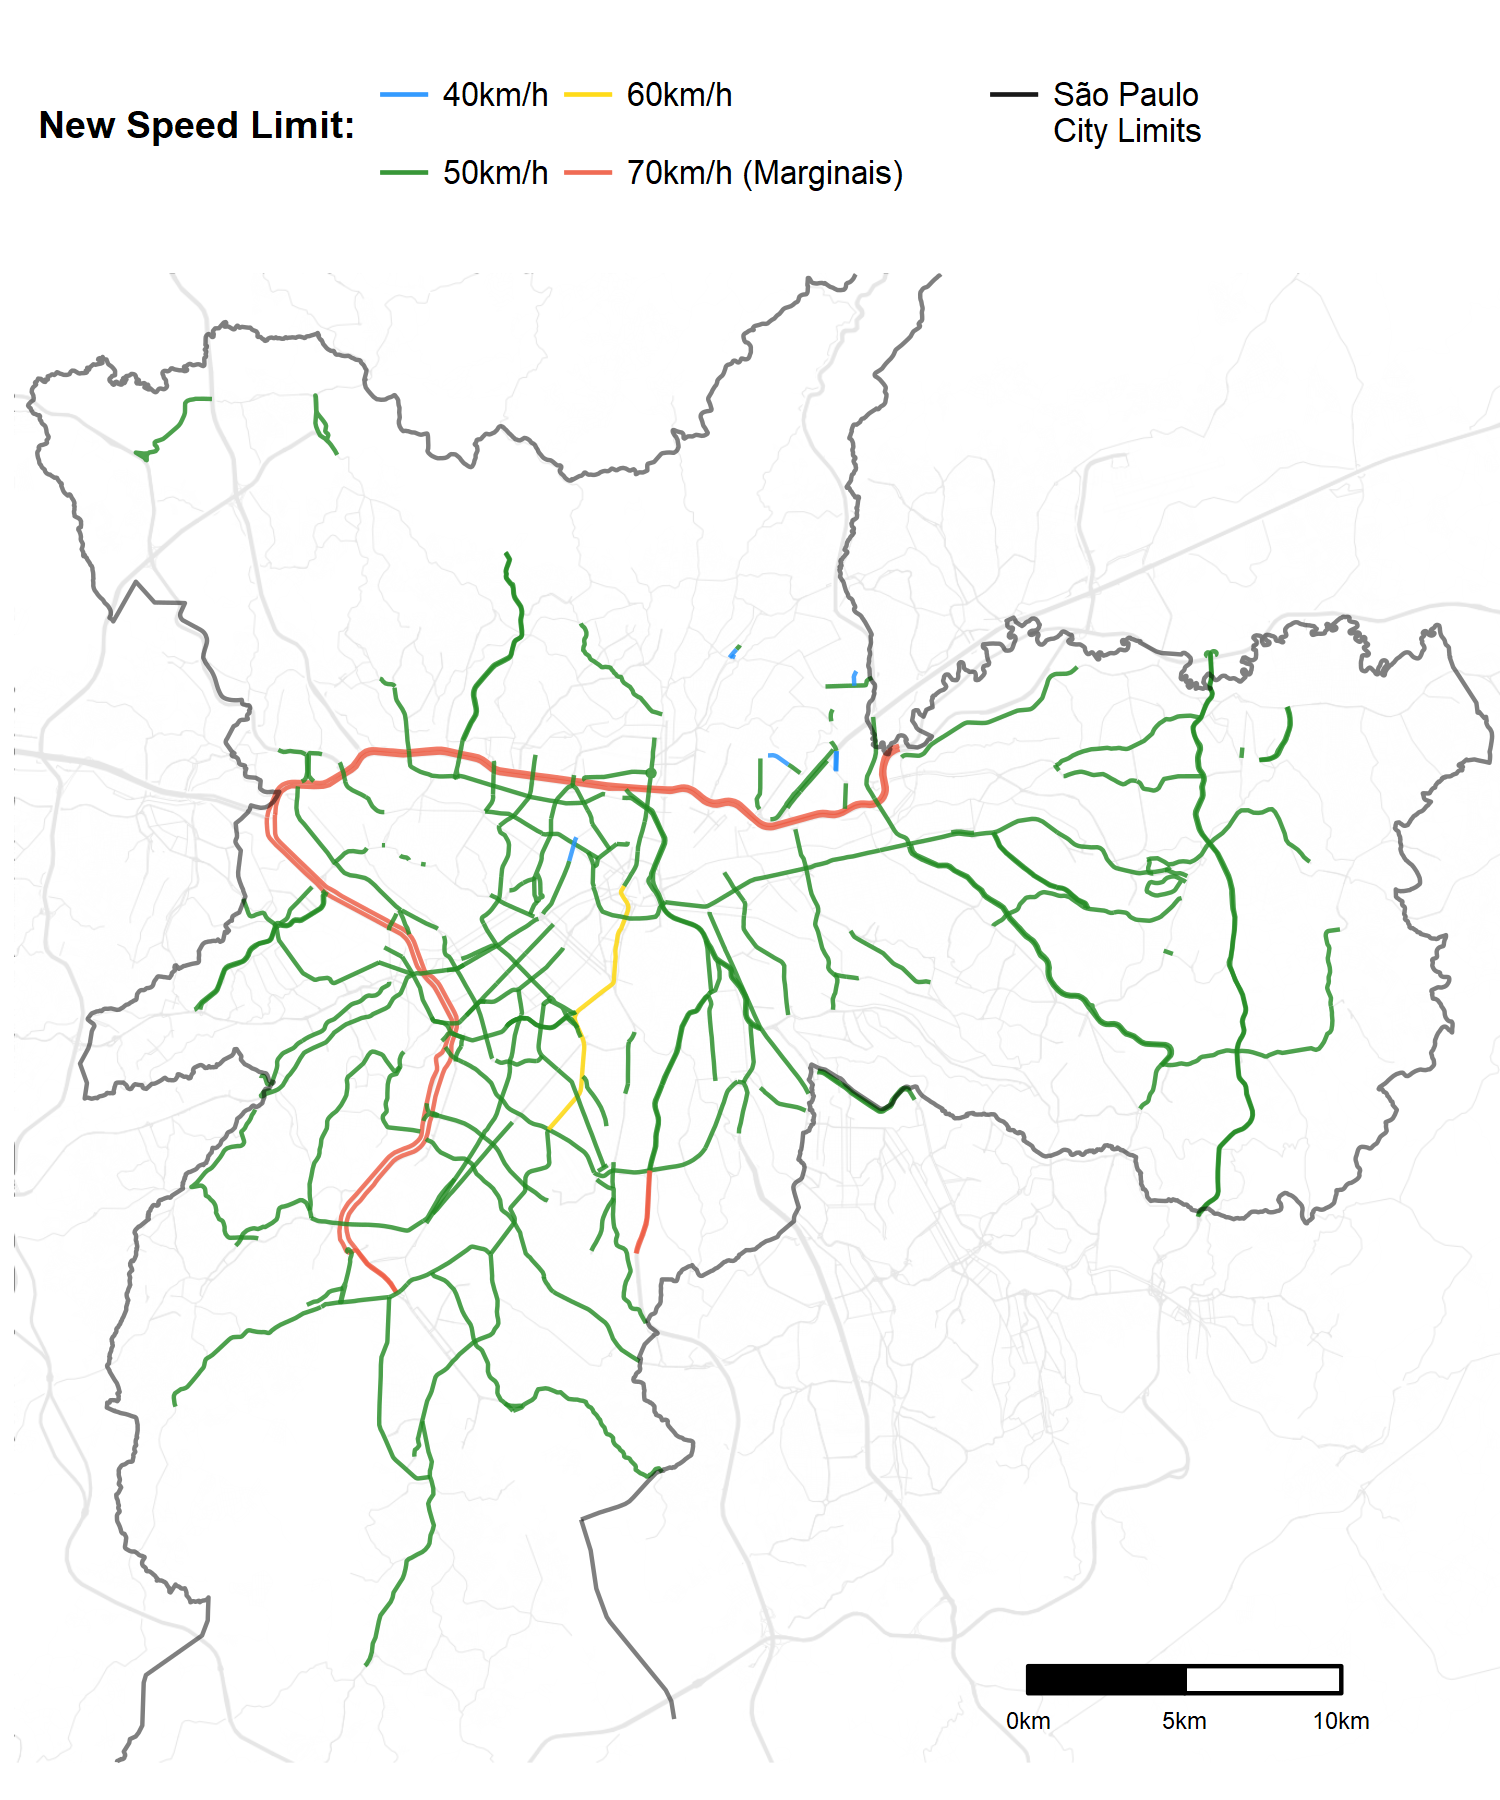 New Speed Limit:
40km/h
60km/h
50km/h
70km/h (Marginais)
São Paulo
City Limits
0km
5km
10km